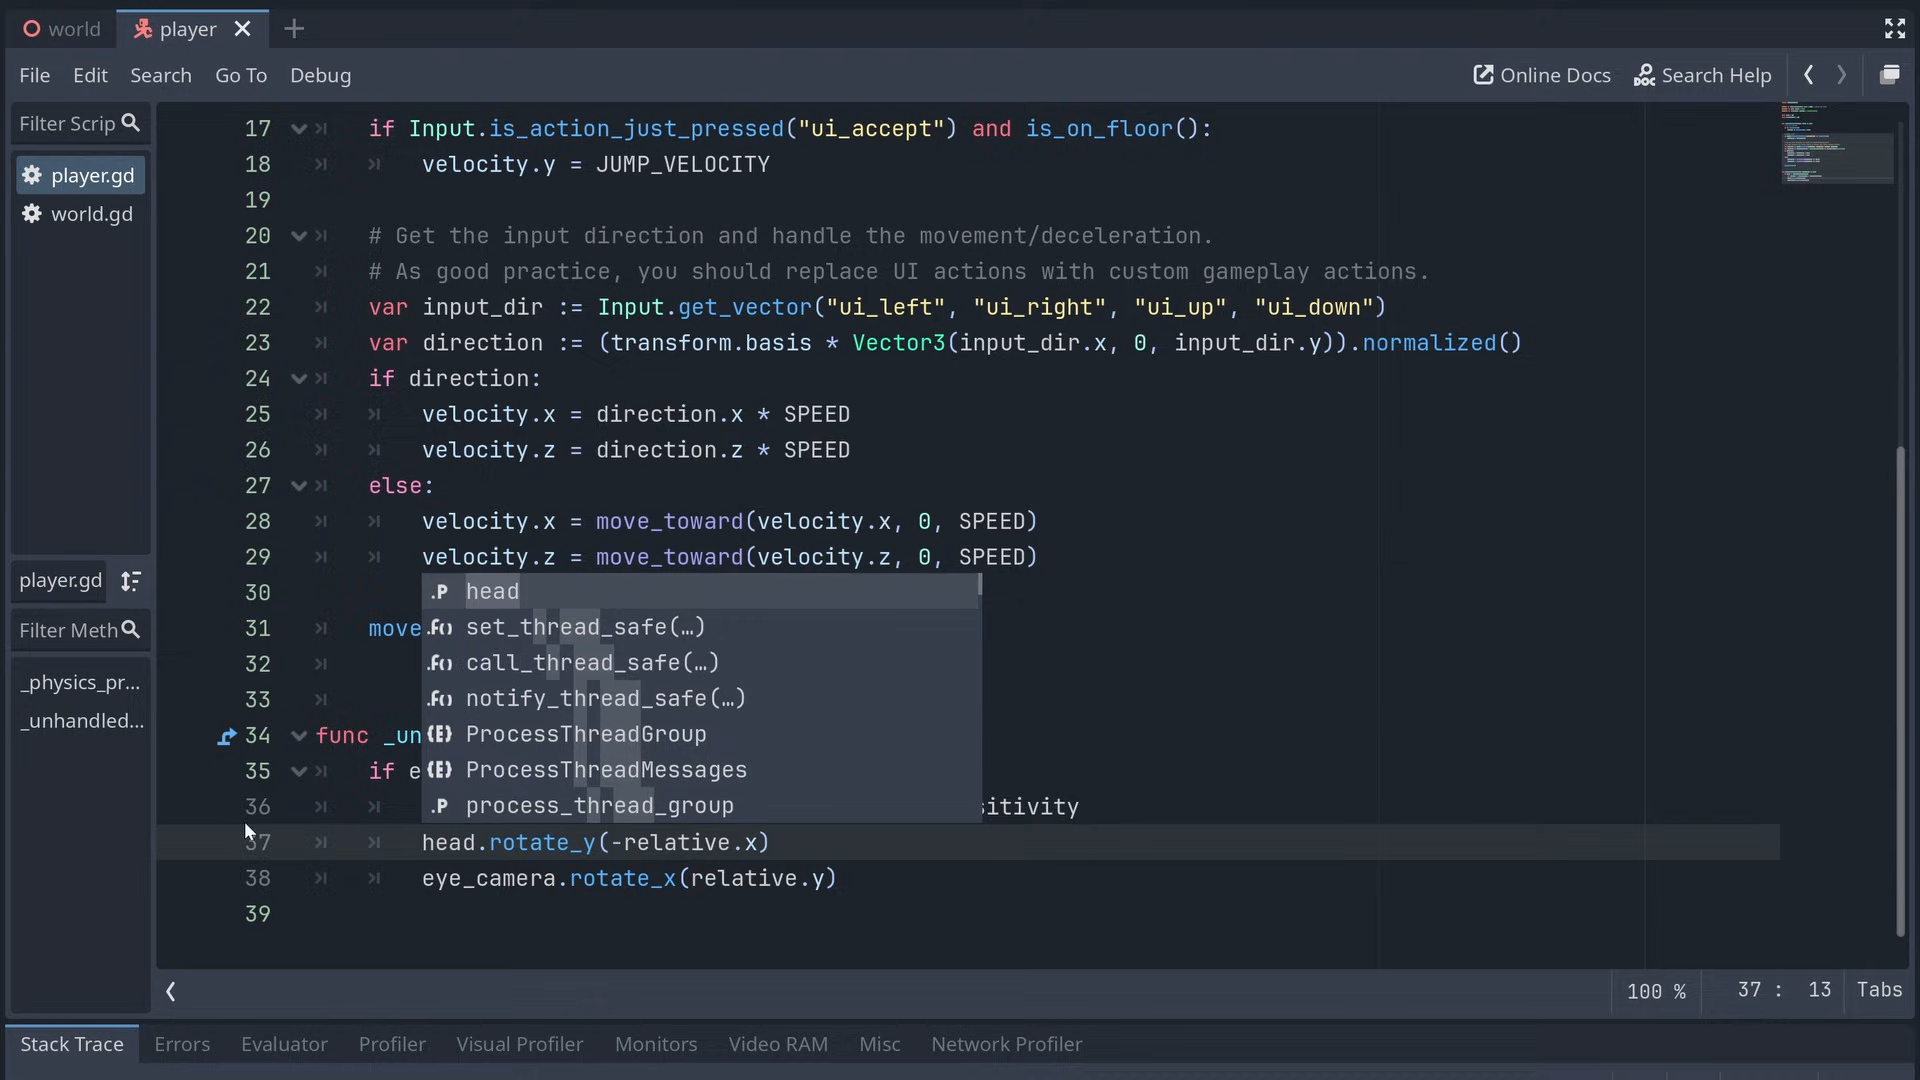 world
player
File Edit Search Go To Debug
Online Docs Search Help
Filter Scrip
player.gd
world.gd
player.gd
Filter Meth
_physics_pr...
_unhandled...
17 if Input.is_action_just_pressed("ui_accept") and is_on_floor():
18 velocity.y = JUMP_VELOCITY
19
20 # Get the input direction and handle the movement/deceleration.
21 # As good practice, you should replace UI actions with custom gameplay actions.
22 var input_dir := Input.get_vector("ui_left", "ui_right", "ui_up", "ui_down")
23 var direction := (transform.basis * Vector3(input_dir.x, 0, input_dir.y)).normalized()
24 if direction:
25 velocity.x = direction.x * SPEED
26 velocity.z = direction.z * SPEED
27 else:
28 velocity.x = move_toward(velocity.x, 0, SPEED)
29 velocity.z = move_toward(velocity.z, 0, SPEED)
30
31 move
32
33
34 func _un
35 if e
36 sitivity
37 head.rotate_y(-relative.x)
38 eye_camera.rotate_x(relative.y)
39
.P head
.f() set_thread_safe(…)
.f() call_thread_safe(…)
.f() notify_thread_safe(…)
{E} ProcessThreadGroup
{E} ProcessThreadMessages
.P process_thread_group
100 % 37 : 13 Tabs
Stack Trace Errors Evaluator Profiler Visual Profiler Monitors Video RAM Misc Network Profiler